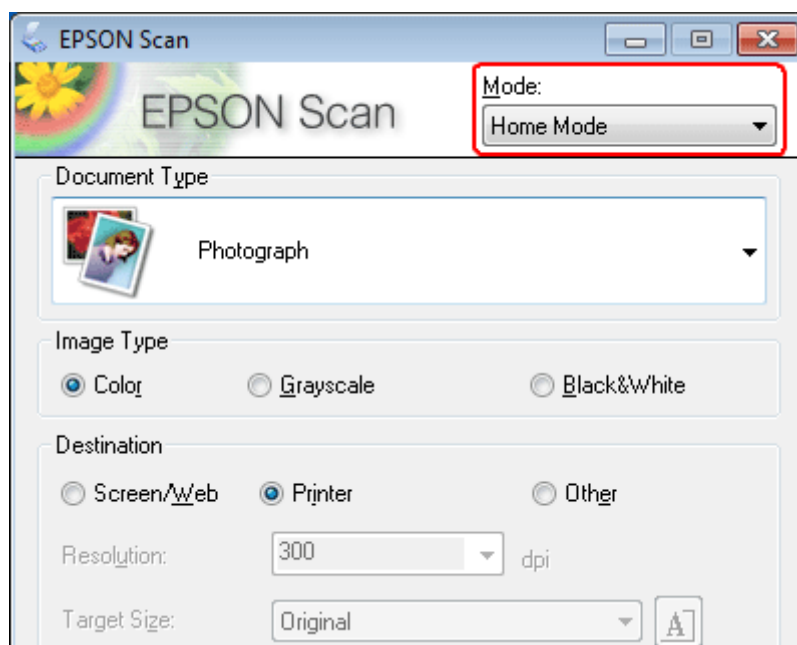 EPSON Scan
EPSON Scan
Mode:
Home Mode
Document Type
Photograph
Image Type
Color Grayscale Black&White
Destination
Screen/Web Printer Other
Resolution: 300 dpi
Target Size: Original A